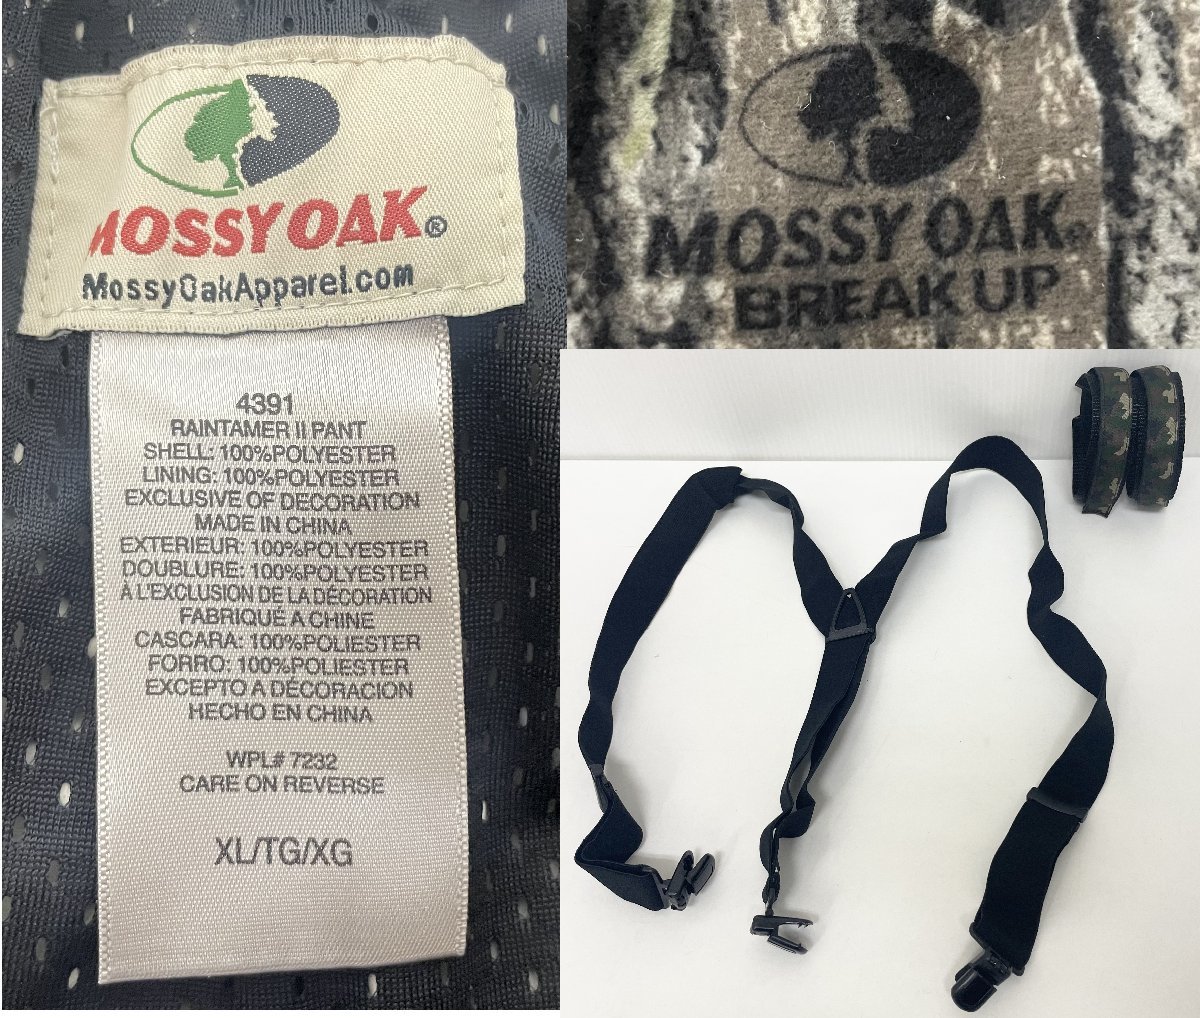 MOSSY OAK®
MossyOakApparel.com
4391
RAINTAMER II PANT
SHELL: 100%POLYESTER
LINING: 100%POLYESTER
EXCLUSIVE OF DECORATION
MADE IN CHINA
EXTERIEUR: 100%POLYESTER
DOUBLURE: 100%POLYESTER
À L'EXCLUSION DE LA DÉCORATION
FABRIQUÉ A CHINE
CASCARA: 100%POLIESTER
FORRO: 100%POLIESTER
EXCEPTO A DÉCORACION
HECHO EN CHINA
WPL# 7232
CARE ON REVERSE
XL/TG/XG
MOSSY OAK®
BREAK UP